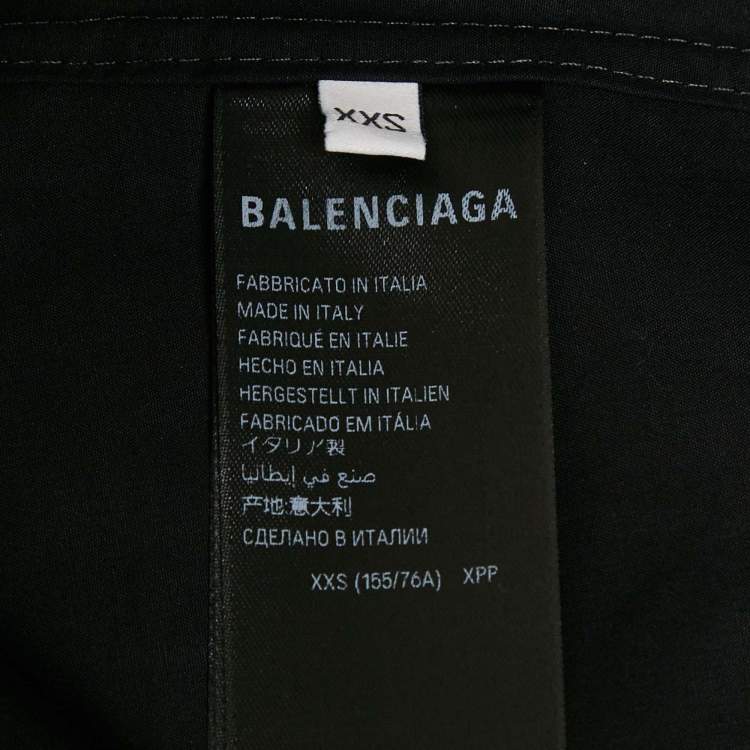 XXS
BALENCIAGA
FABBRICATO IN ITALIA
MADE IN ITALY
FABRIQUÉ EN ITALIE
HECHO EN ITALIA
HERGESTELLT IN ITALIEN
FABRICADO EM ITÁLIA
イタリア製
صنع في إيطاليا
产地:意大利
СДЕЛАНО В ИТАЛИИ
XXS (155/76A) XPP